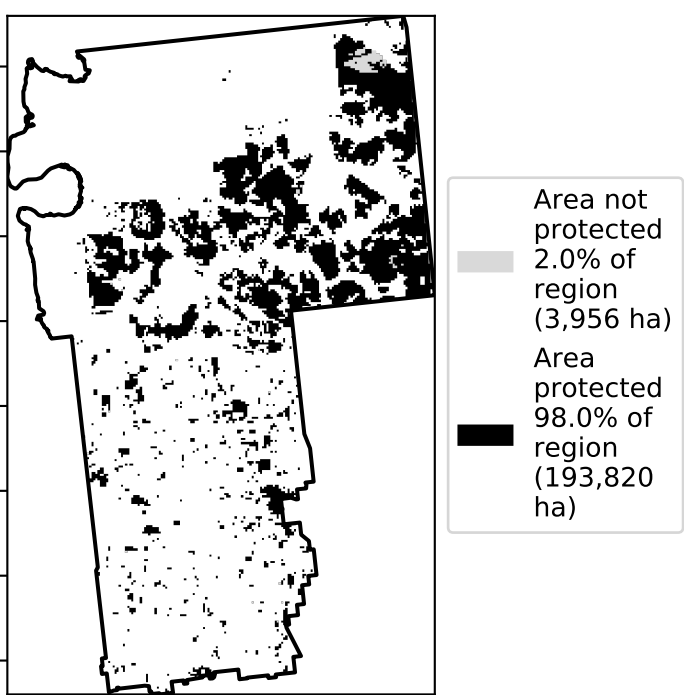 Area not
protected
2.0% of
region
(3,956 ha)
Area
protected
98.0% of
region
(193,820
ha)